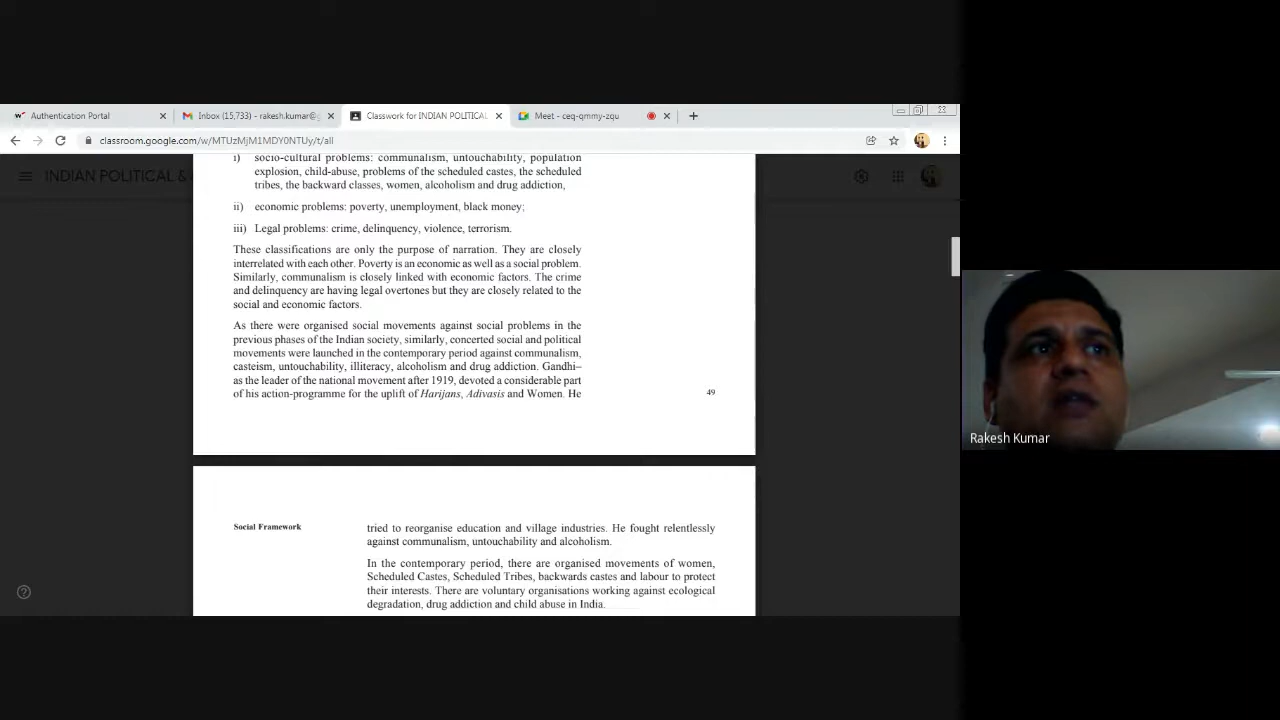 Authentication Portal
Inbox (15,733) - rakesh.kumar@g
Classwork for INDIAN POLITICAL
Meet - ceq-qmmy-zqu
classroom.google.com/w/MTUzMjM1MDY0NTUy/t/all
INDIAN POLITICAL &
i) socio-cultural problems: communalism, untouchability, population
explosion, child-abuse, problems of the scheduled castes, the scheduled
tribes, the backward classes, women, alcoholism and drug addiction,
ii) economic problems: poverty, unemployment, black money;
iii) Legal problems: crime, delinquency, violence, terrorism.
These classifications are only the purpose of narration. They are closely
interrelated with each other. Poverty is an economic as well as a social problem.
Similarly, communalism is closely linked with economic factors. The crime
and delinquency are having legal overtones but they are closely related to the
social and economic factors.
As there were organised social movements against social problems in the
previous phases of the Indian society, similarly, concerted social and political
movements were launched in the contemporary period against communalism,
casteism, untouchability, illiteracy, alcoholism and drug addiction. Gandhi–
as the leader of the national movement after 1919, devoted a considerable part
of his action-programme for the uplift of Harijans, Adivasis and Women. He
49
Social Framework
tried to reorganise education and village industries. He fought relentlessly
against communalism, untouchability and alcoholism.
In the contemporary period, there are organised movements of women,
Scheduled Castes, Scheduled Tribes, backwards castes and labour to protect
their interests. There are voluntary organisations working against ecological
degradation, drug addiction and child abuse in India.
Rakesh Kumar